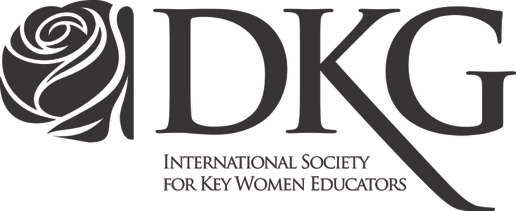 DKG
INTERNATIONAL SOCIETY
FOR KEY WOMEN EDUCATORS